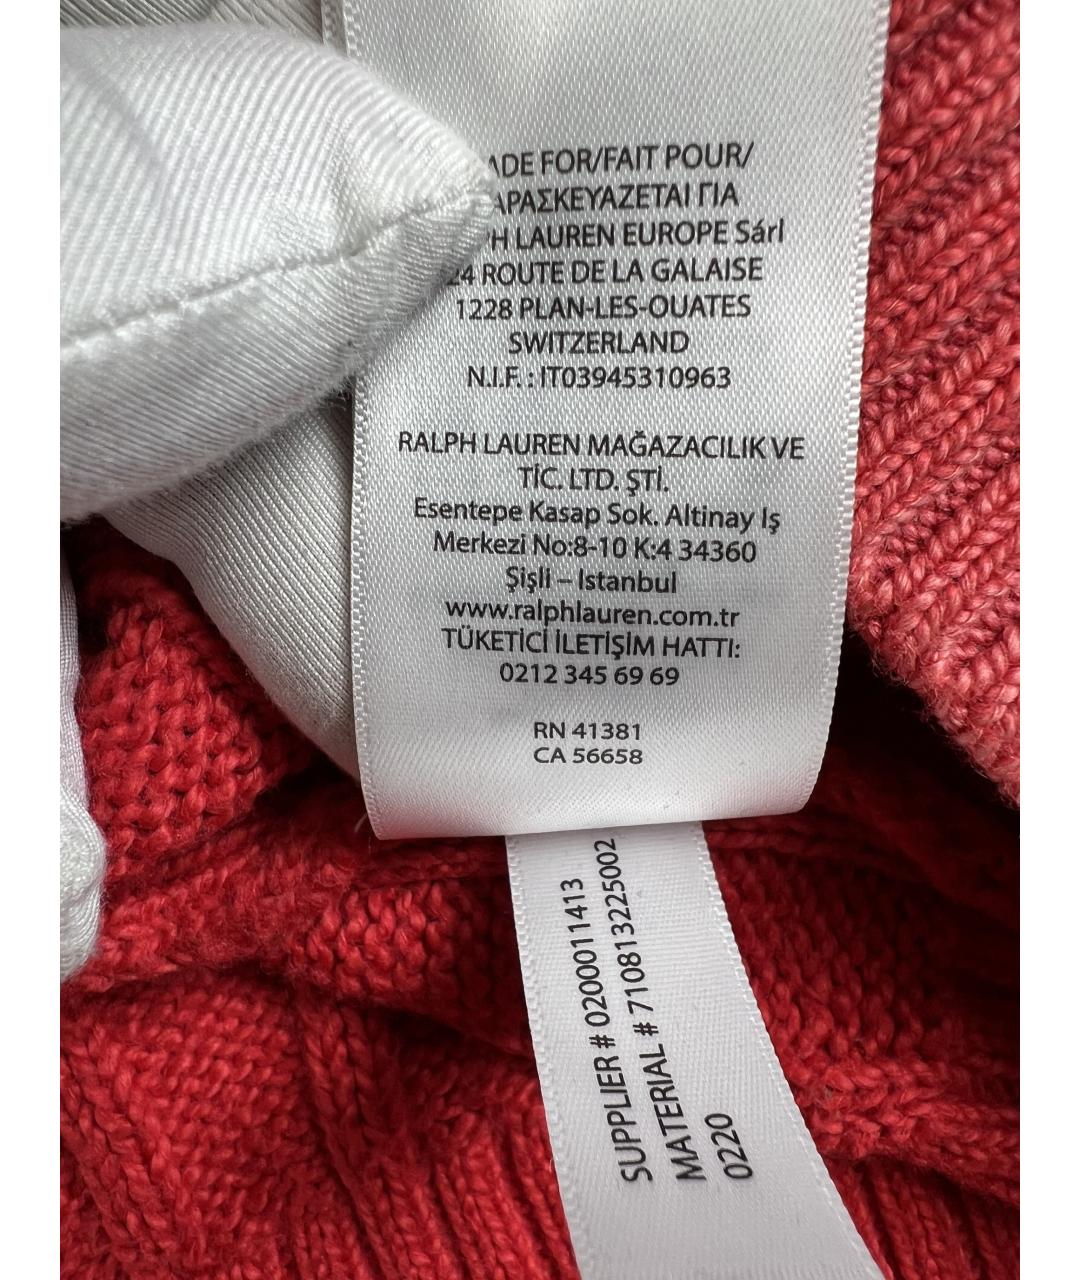 ADE FOR/FAIT POUR/
ΑΡΑΣΚΕΥΑΖΕΤΑΙ ΓΙΑ
PH LAUREN EUROPE Sárl
24 ROUTE DE LA GALAISE
1228 PLAN-LES-OUATES
SWITZERLAND
N.I.F. : IT03945310963
RALPH LAUREN MAĞAZACILIK VE
TİC. LTD. ŞTİ.
Esentepe Kasap Sok. Altinay Iş
Merkezi No:8-10 K:4 34360
Şişli – Istanbul
www.ralphlauren.com.tr
TÜKETİCİ İLETİŞİM HATTI:
0212 345 69 69
RN 41381
CA 56658
SUPPLIER # 0200011413
MATERIAL # 710813225002
0220